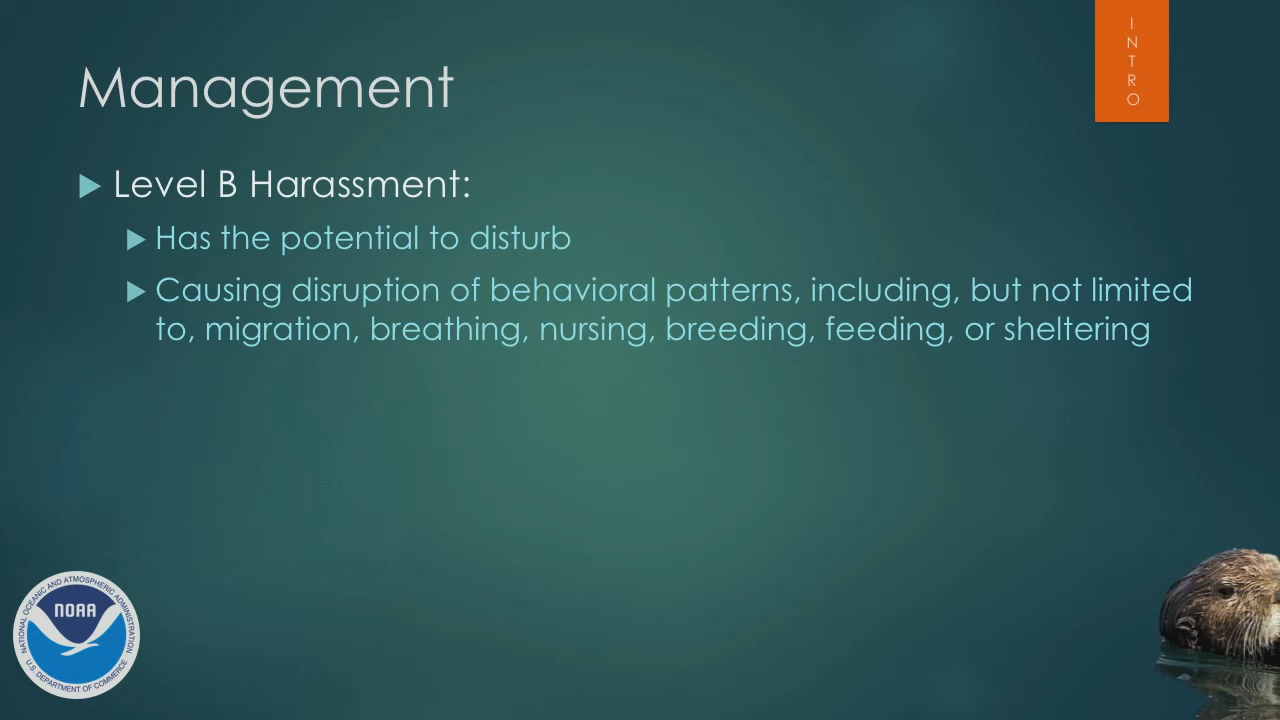 Management
I
N
T
R
O
Level B Harassment:
Has the potential to disturb
Causing disruption of behavioral patterns, including, but not limited
to, migration, breathing, nursing, breeding, feeding, or sheltering
NATIONAL OCEANIC AND ATMOSPHERIC ADMINISTRATION
NOAA
U.S. DEPARTMENT OF COMMERCE